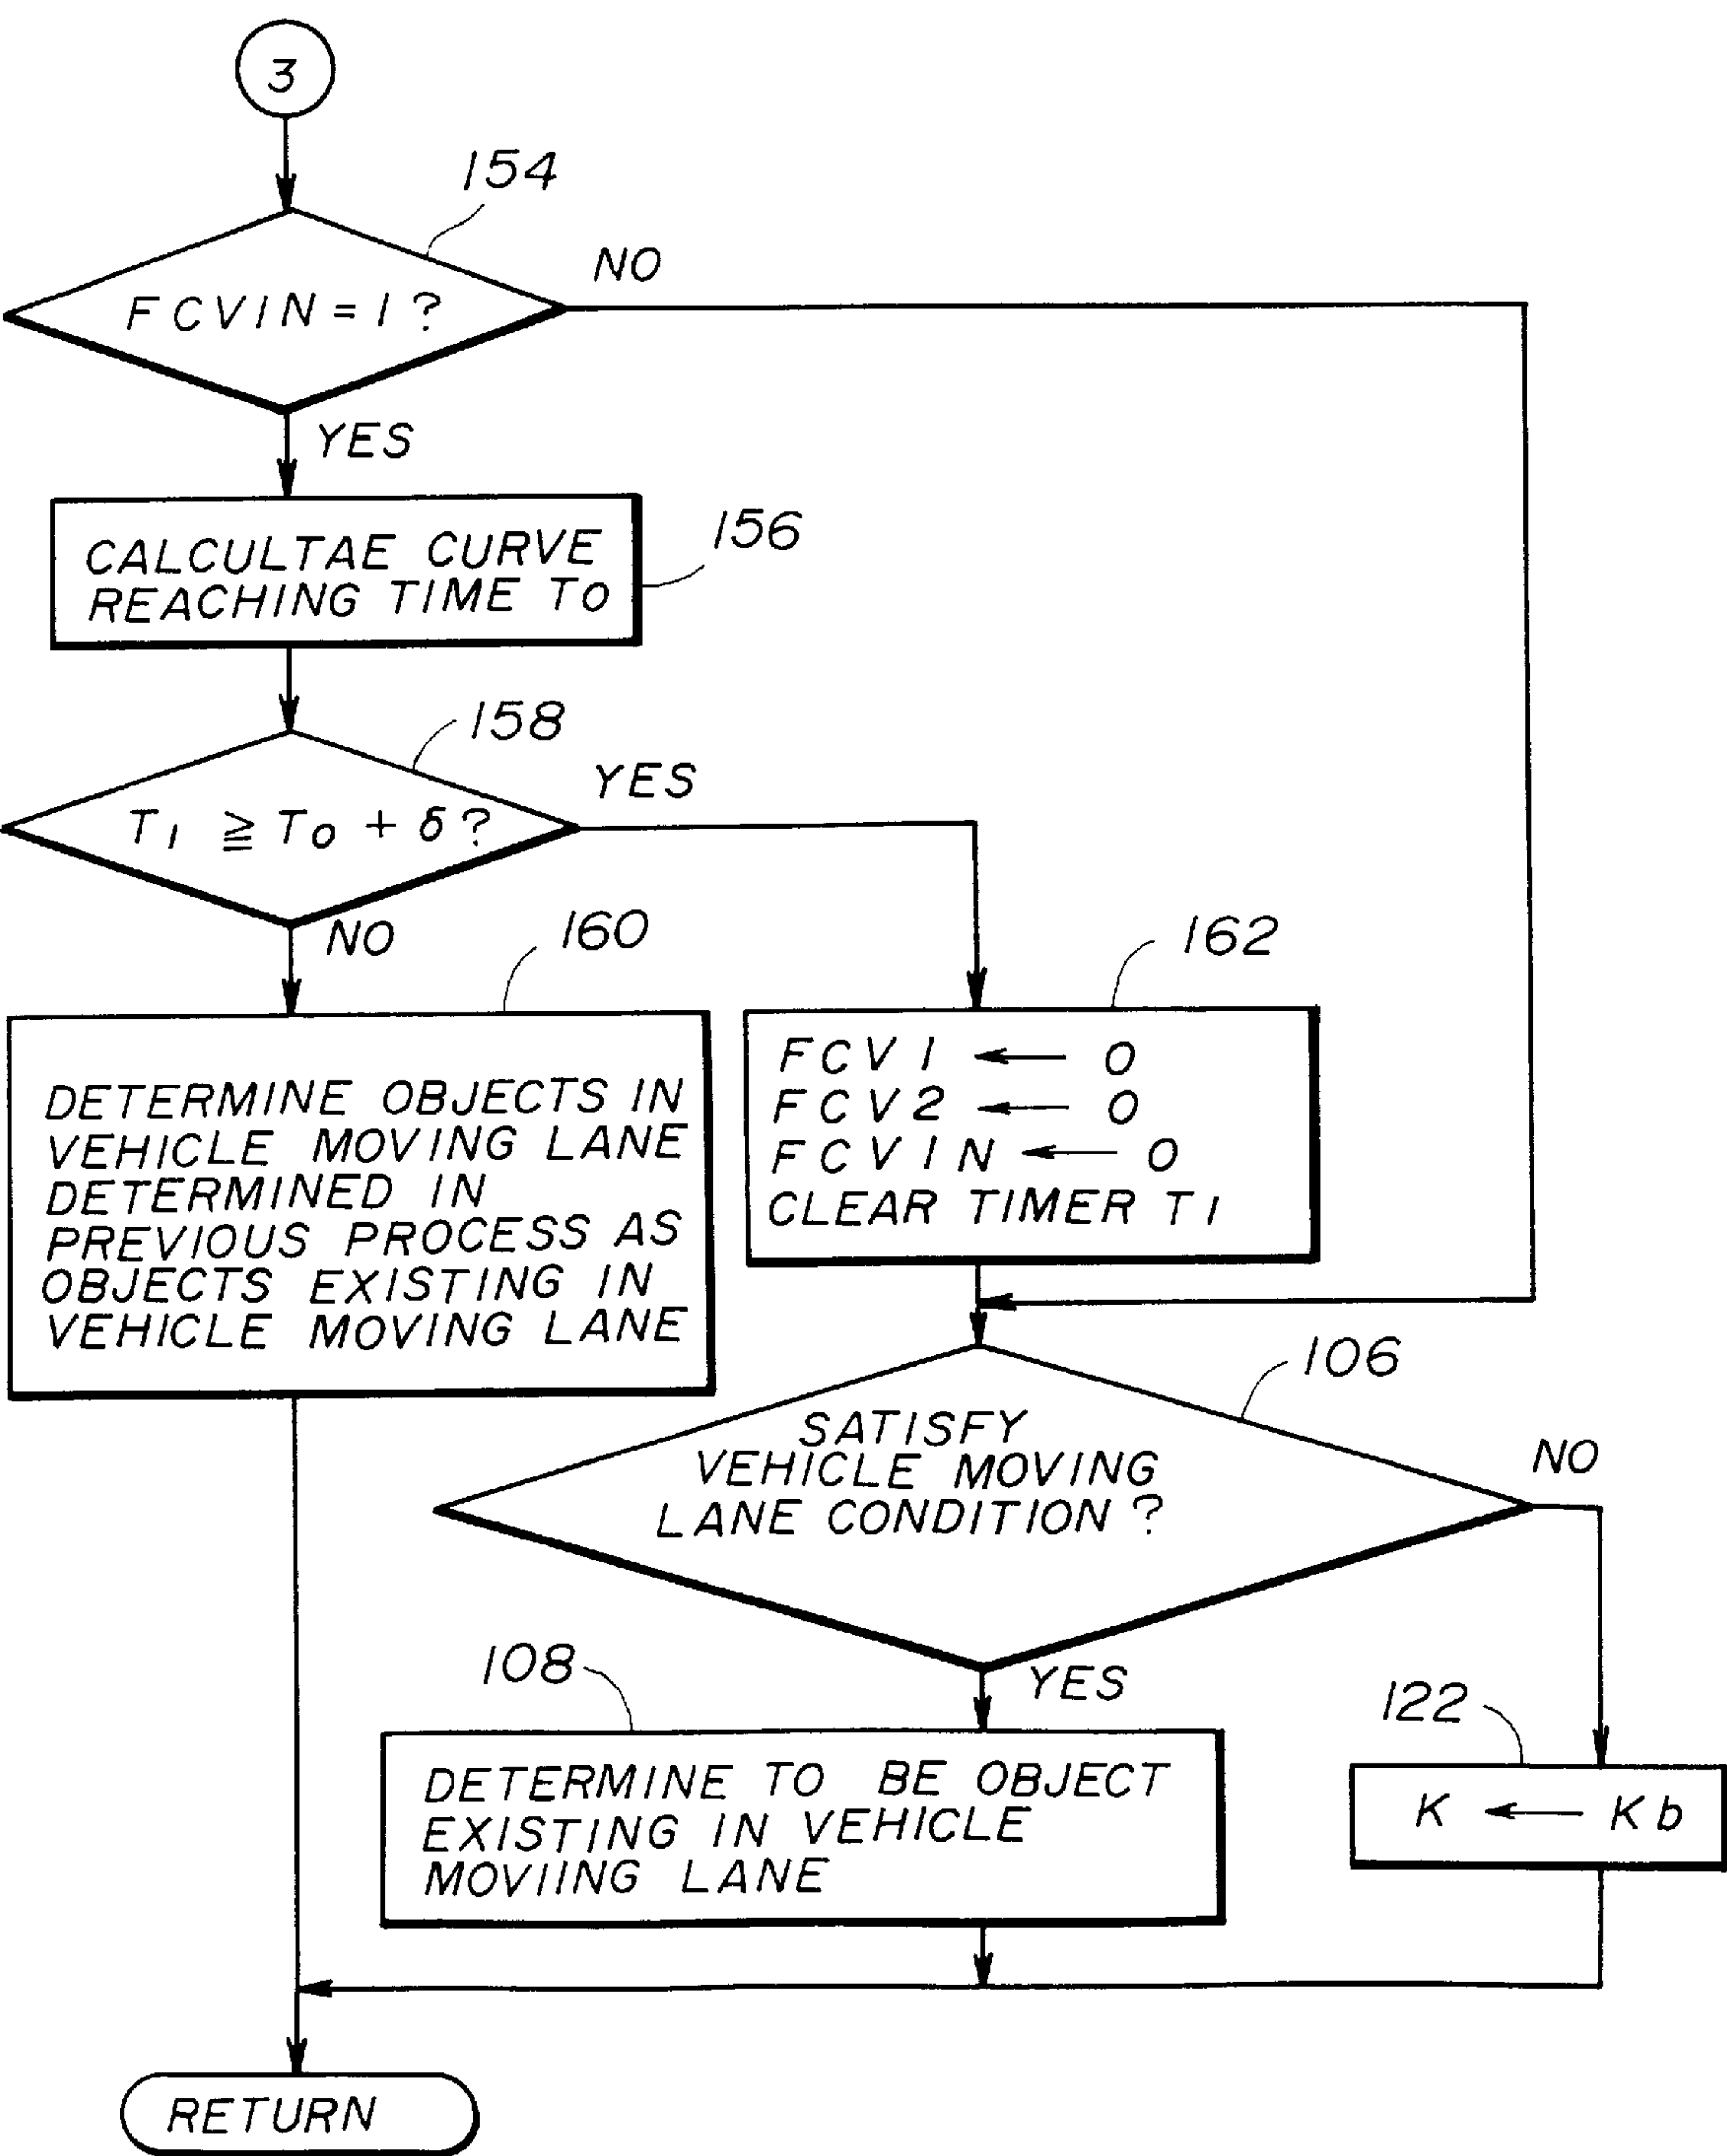 3
154
NO
FCVIN = 1 ?
YES
CALCULTAE CURVE
REACHING TIME T0
156
158
YES
T1 ≧ T0 + δ ?
NO
160
162
DETERMINE OBJECTS IN
VEHICLE MOVING LANE
DETERMINED IN
PREVIOUS PROCESS AS
OBJECTS EXISTING IN
VEHICLE MOVING LANE
FCV1 ← 0
FCV2 ← 0
FCVIN ← 0
CLEAR TIMER T1
106
SATISFY
VEHICLE MOVING
LANE CONDITION ?
NO
108
YES
122
DETERMINE TO BE OBJECT
EXISTING IN VEHICLE
MOVIING LANE
K ← Kb
RETURN